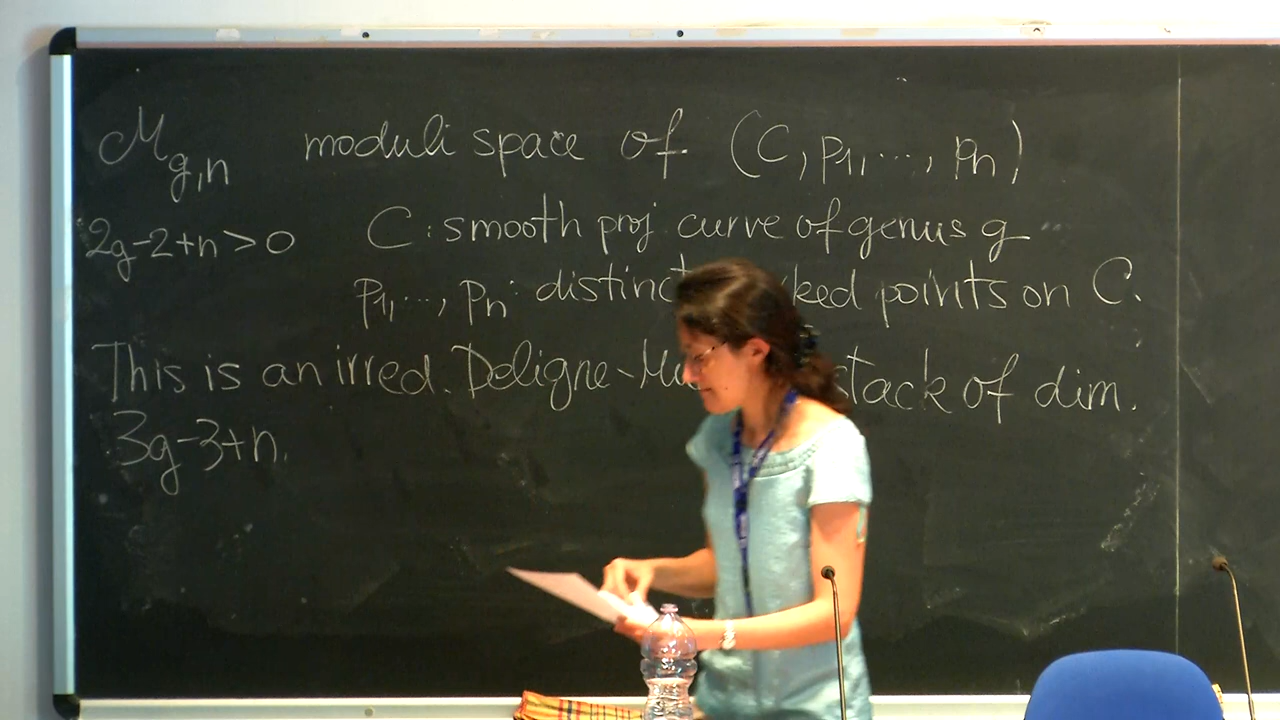 M_{g,n} moduli space of (C, p₁, ..., pₙ)
2g-2+n>0 C: smooth proj curve of genus g
p₁, ..., pₙ: distinct ked points on C.
This is an irred. Deligne-Mu stack of dim.
3g-3+n.